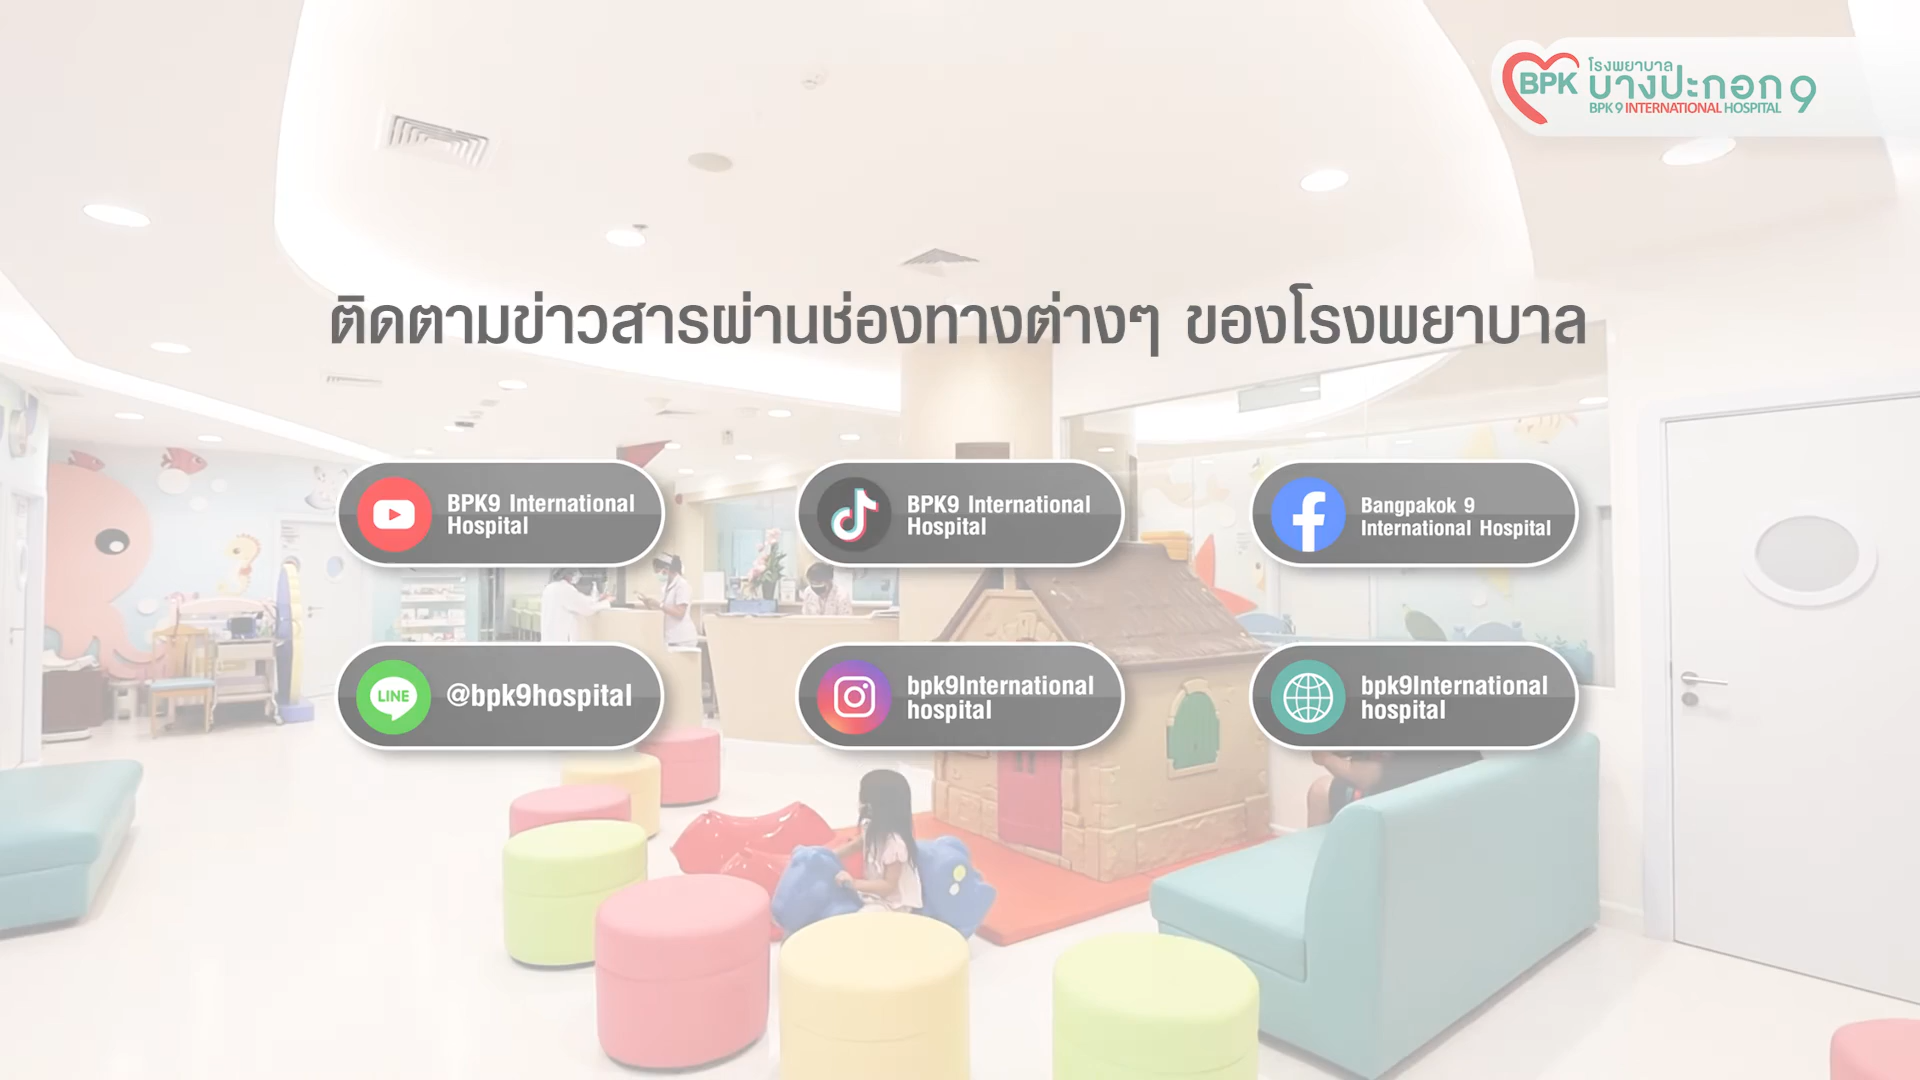 BPK
โรงพยาบาล
บางปะกอก 9
BPK 9 INTERNATIONAL HOSPITAL
ติดตามข่าวสารผ่านช่องทางต่างๆ ของโรงพยาบาล
BPK9 International
Hospital
BPK9 International
Hospital
Bangpakok 9
International Hospital
LINE
@bpk9hospital
bpk9International
hospital
bpk9International
hospital